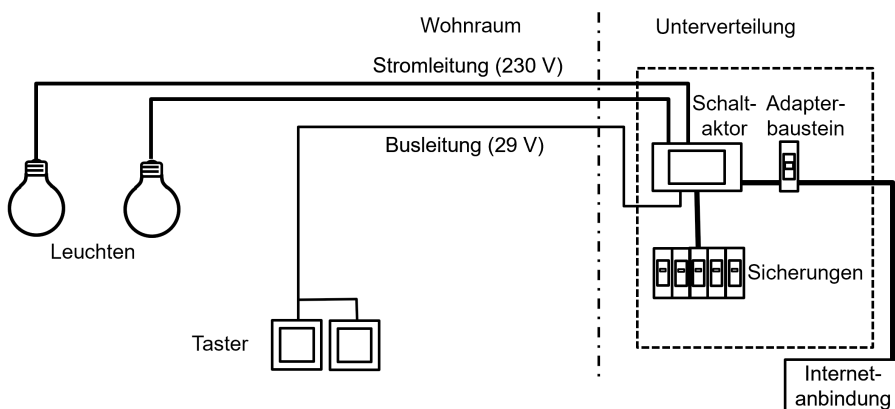 Wohnraum
Unterverteilung
Stromleitung (230 V)
Schalt-
aktor
Adapter-
baustein
Busleitung (29 V)
Leuchten
Sicherungen
Taster
Internet-
anbindung